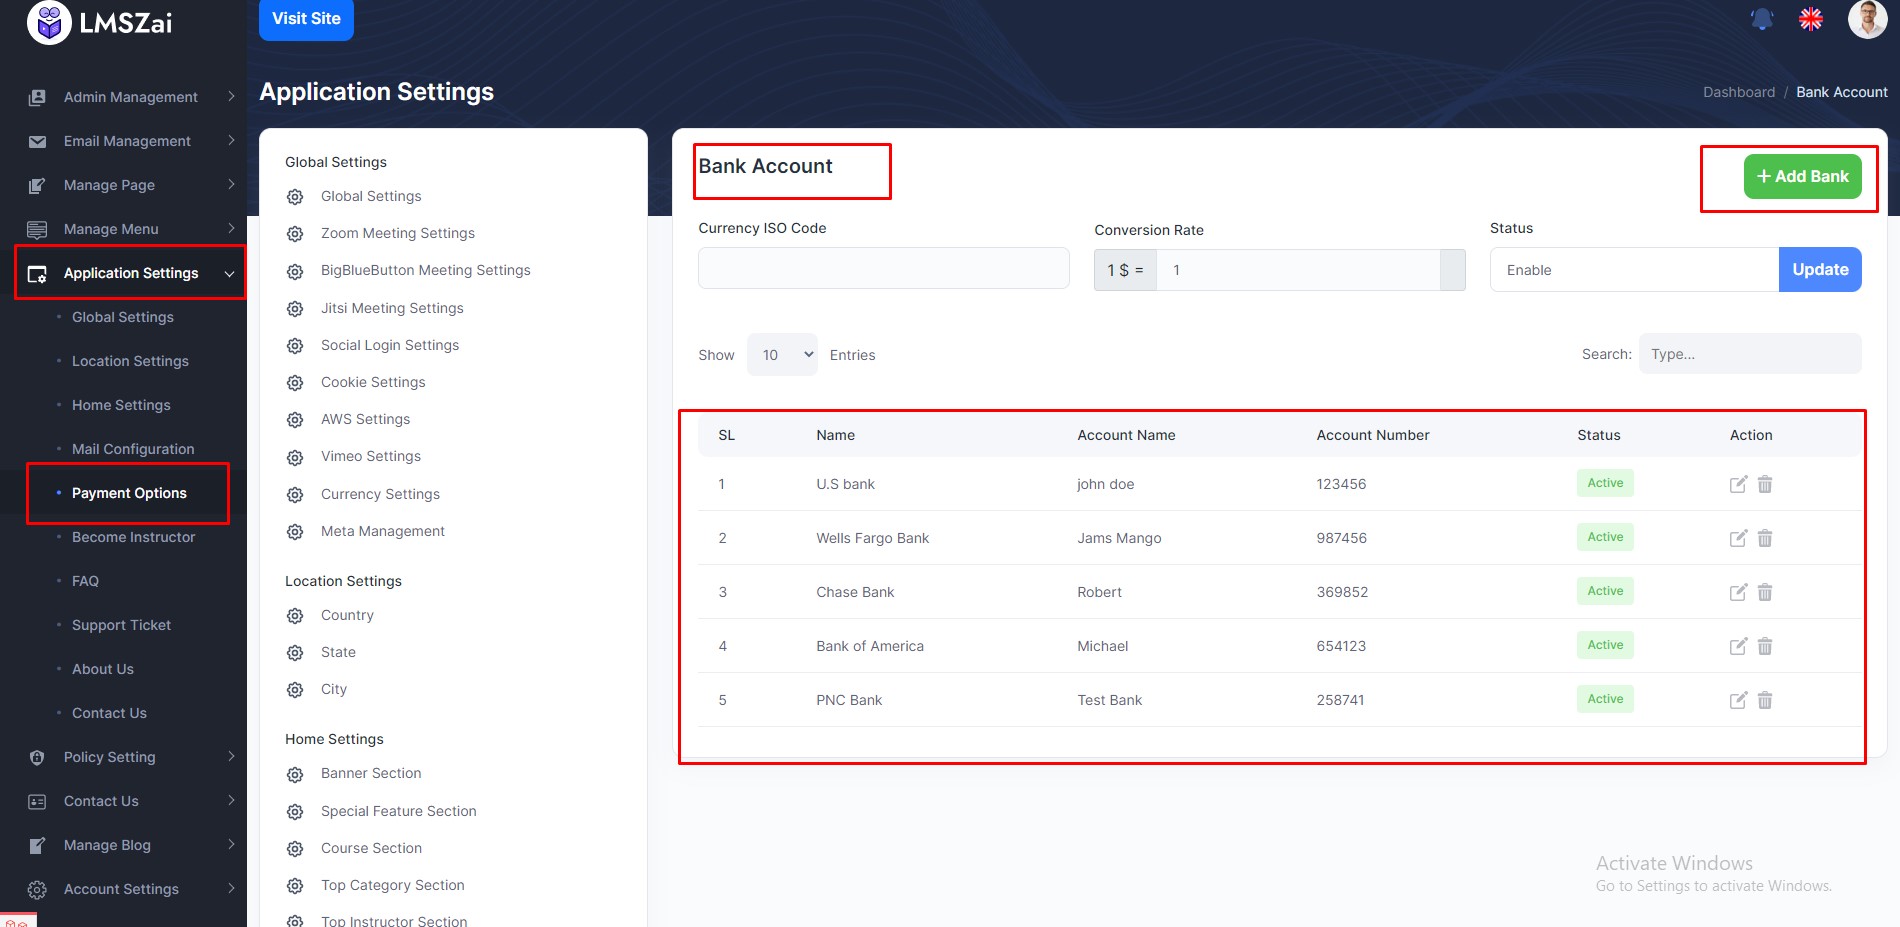 LMSZai
Visit Site
Admin Management
Email Management
Manage Page
Manage Menu
Application Settings
Global Settings
Location Settings
Home Settings
Mail Configuration
Payment Options
Become Instructor
FAQ
Support Ticket
About Us
Contact Us
Policy Setting
Contact Us
Manage Blog
Account Settings
Application Settings
Dashboard / Bank Account
Global Settings
Global Settings
Zoom Meeting Settings
BigBlueButton Meeting Settings
Jitsi Meeting Settings
Social Login Settings
Cookie Settings
AWS Settings
Vimeo Settings
Currency Settings
Meta Management
Location Settings
Country
State
City
Home Settings
Banner Section
Special Feature Section
Course Section
Top Category Section
Top Instructor Section
Bank Account
+ Add Bank
Currency ISO Code
Conversion Rate
1 $ = 1
Status
Enable
Update
Show 10 Entries
Search: Type...
SL Name Account Name Account Number Status Action
1 U.S bank john doe 123456 Active
2 Wells Fargo Bank Jams Mango 987456 Active
3 Chase Bank Robert 369852 Active
4 Bank of America Michael 654123 Active
5 PNC Bank Test Bank 258741 Active
Activate Windows
Go to Settings to activate Windows.